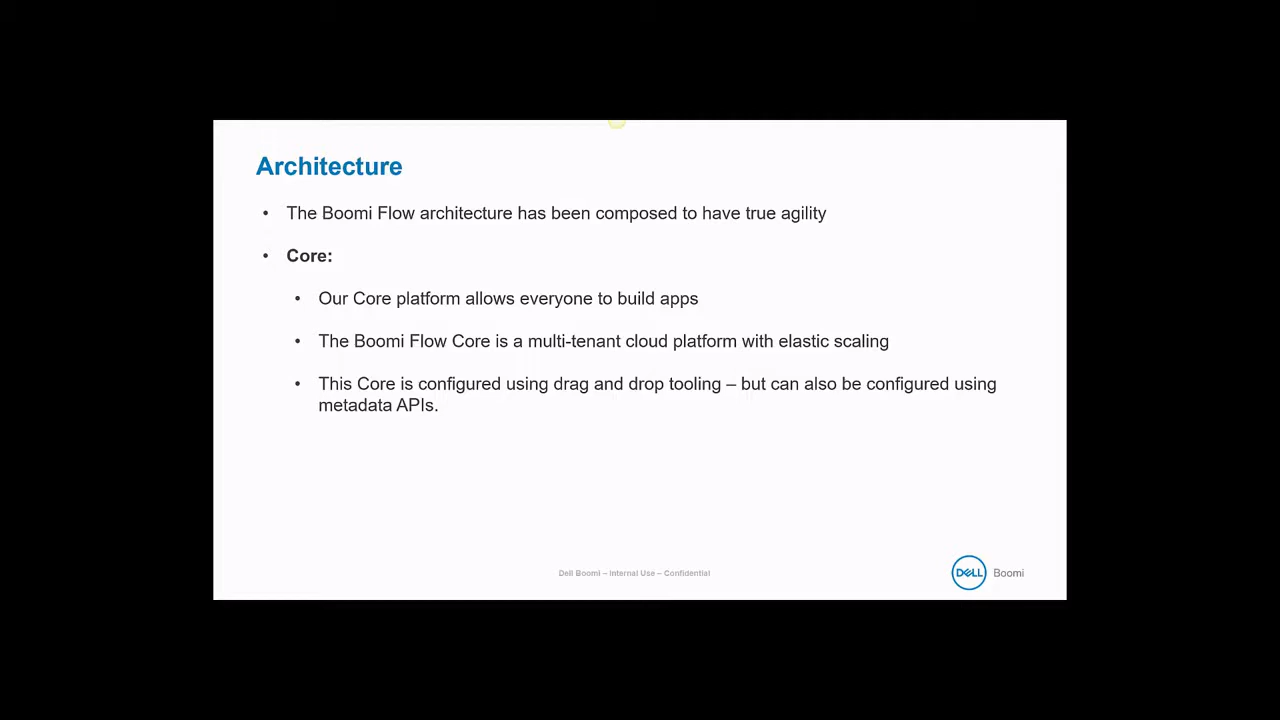 Architecture
• The Boomi Flow architecture has been composed to have true agility
• Core:
• Our Core platform allows everyone to build apps
• The Boomi Flow Core is a multi-tenant cloud platform with elastic scaling
• This Core is configured using drag and drop tooling – but can also be configured using
metadata APIs.
Dell Boomi – Internal Use – Confidential
DELL Boomi